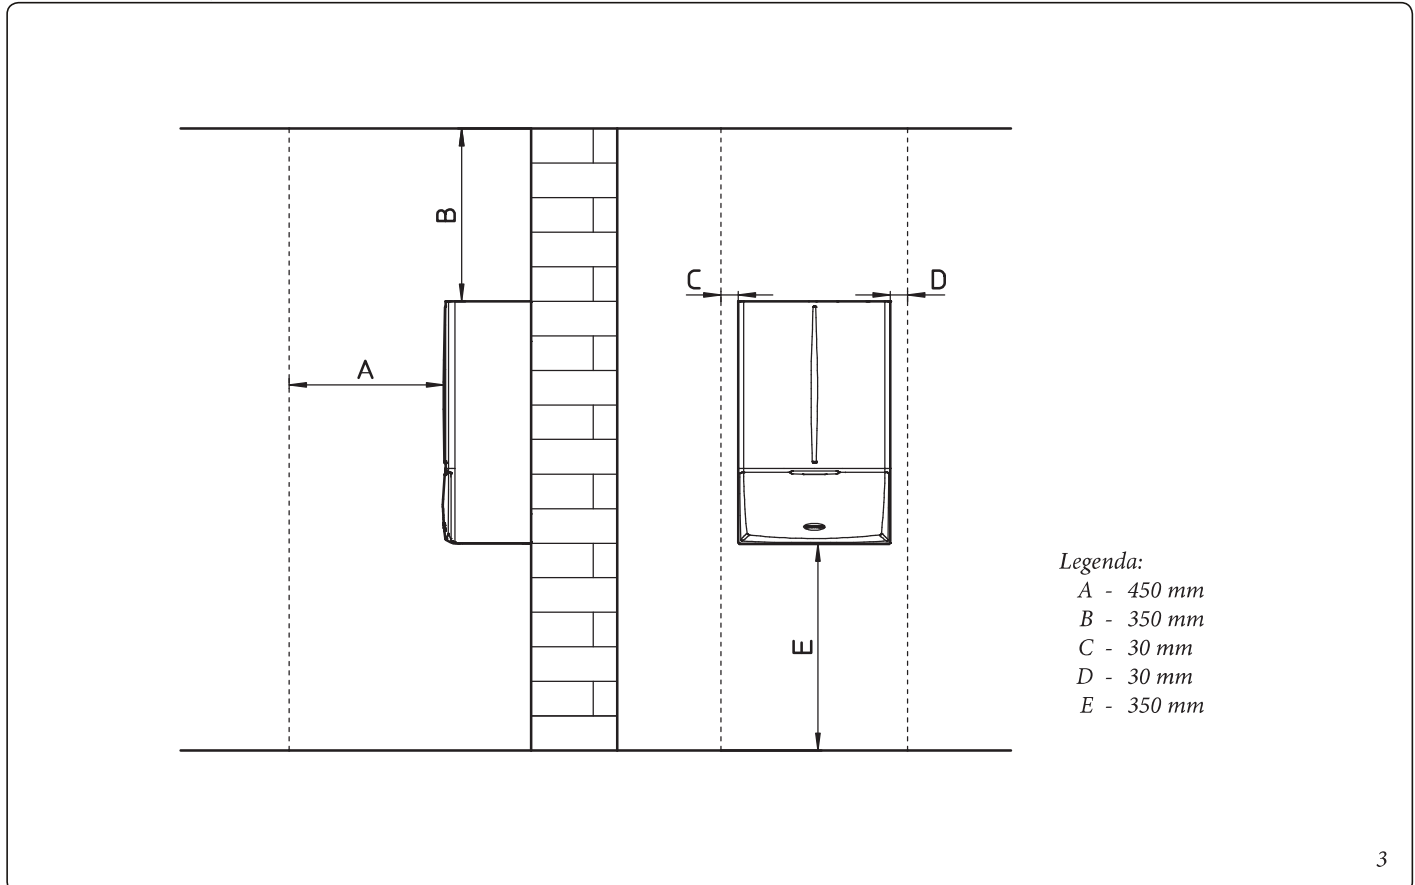 B
C
D
A
E
Legenda:
A - 450 mm
B - 350 mm
C - 30 mm
D - 30 mm
E - 350 mm
3